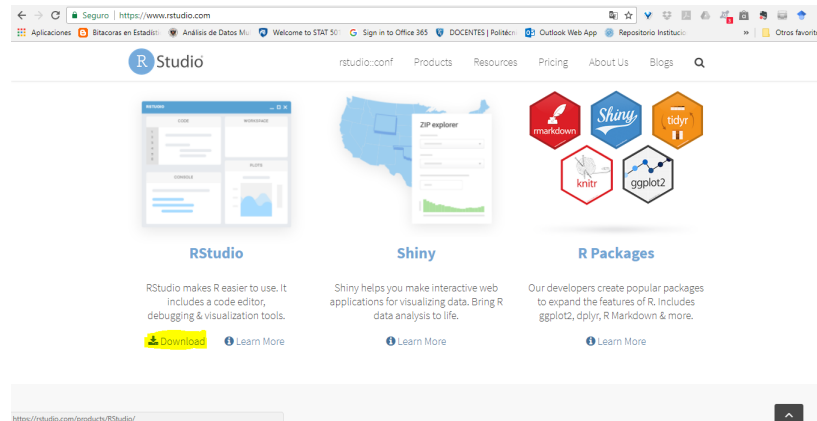 Seguro | https://www.rstudio.com
Aplicaciones Bitacoras en Estadísti Análisis de Datos Mu Welcome to STAT 50 Sign in to Office 365 DOCENTES | Politécn Outlook Web App Repositorio Institucio » Otros favorit
R Studio
rstudio::conf Products Resources Pricing About Us Blogs
RSTUDIO
CODE WORKSPACE
CONSOLE PLOTS
ZIP explorer
rmarkdown Shiny tidyr
knitr ggplot2
RStudio
RStudio makes R easier to use. It
includes a code editor,
debugging & visualization tools.
Download Learn More
Shiny
Shiny helps you make interactive web
applications for visualizing data. Bring R
data analysis to life.
Learn More
R Packages
Our developers create popular packages
to expand the features of R. Includes
ggplot2, dplyr, R Markdown & more.
Learn More
https://rstudio.com/products/RStudio/